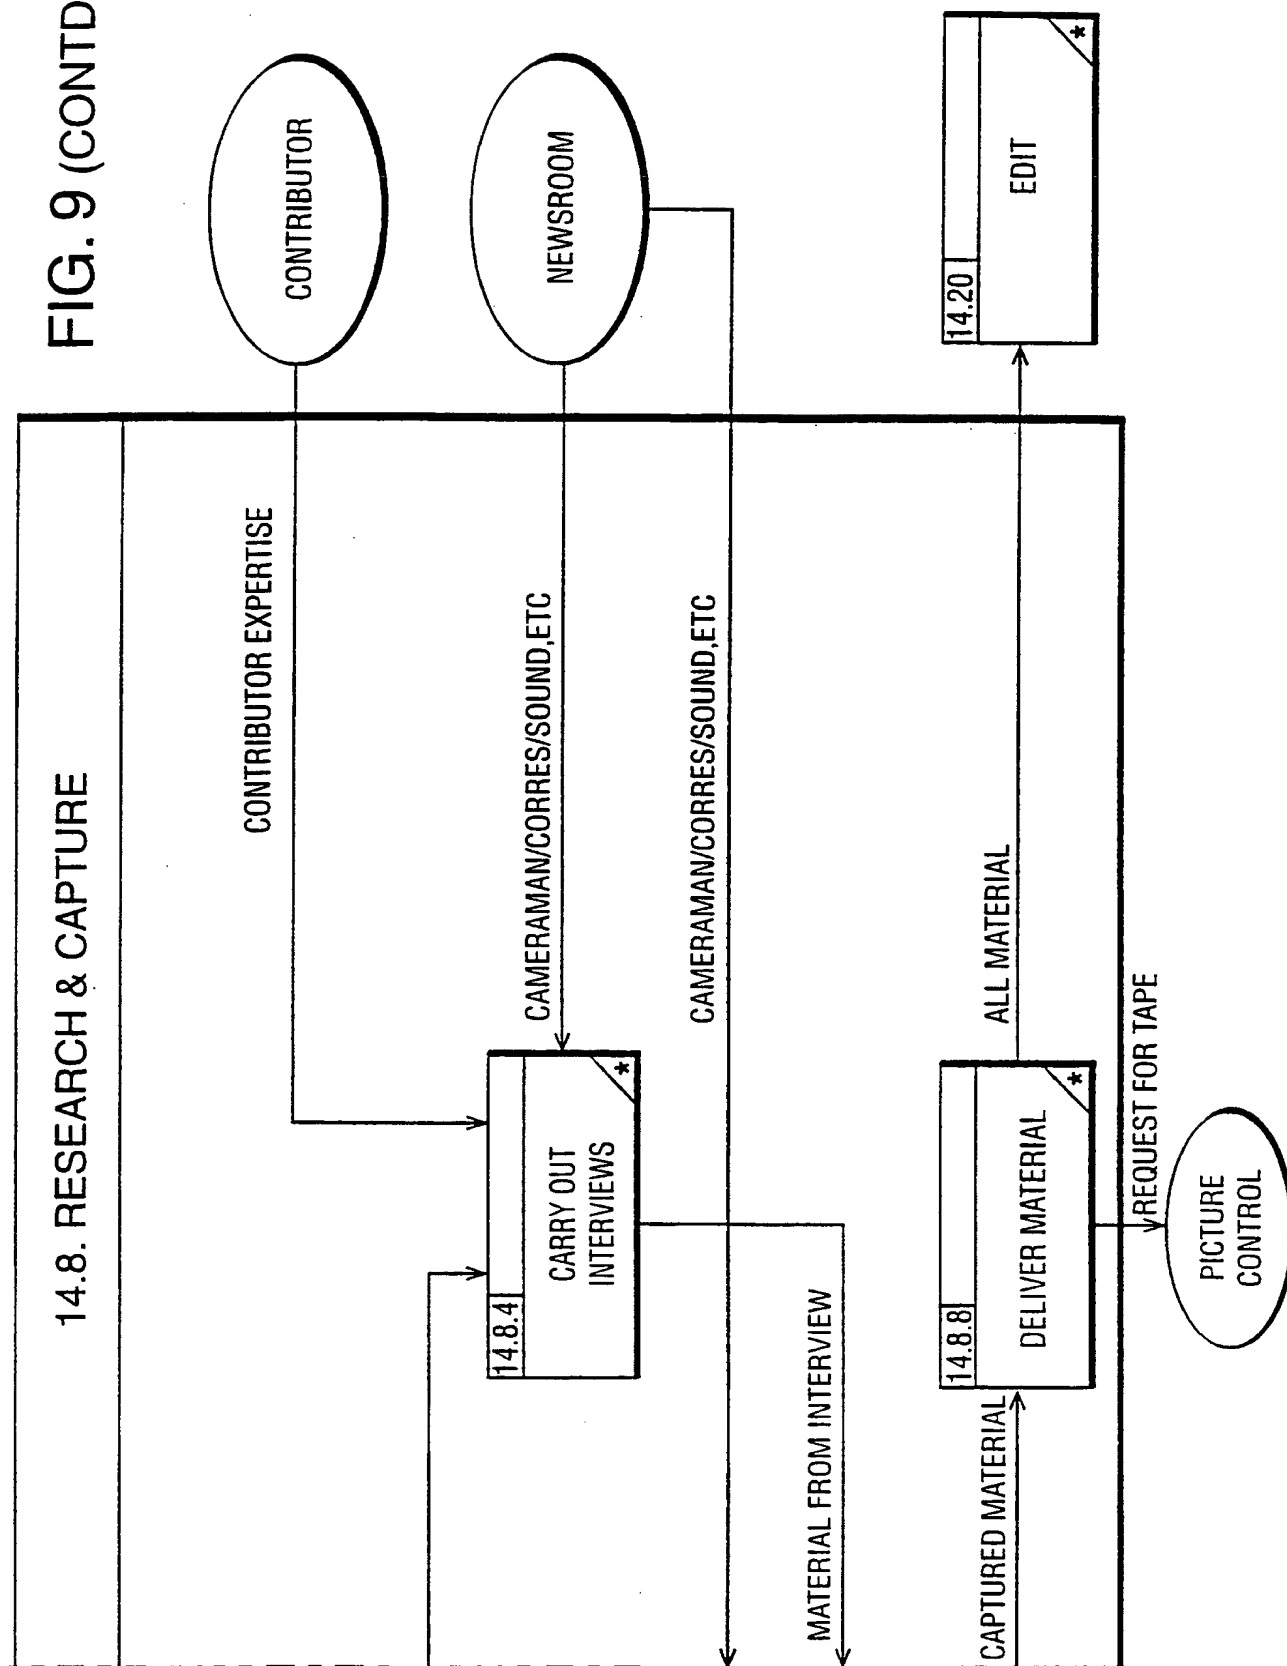 FIG. 9 (CONTD
14.8. RESEARCH & CAPTURE
CONTRIBUTOR
CONTRIBUTOR EXPERTISE
NEWSROOM
CAMERAMAN/CORRES/SOUND,ETC
CAMERAMAN/CORRES/SOUND,ETC
14.8.4
*
CARRY OUT
INTERVIEWS
MATERIAL FROM INTERVIEW
CAPTURED MATERIAL
14.8.8
*
DELIVER MATERIAL
ALL MATERIAL
14.20
*
EDIT
REQUEST FOR TAPE
PICTURE
CONTROL